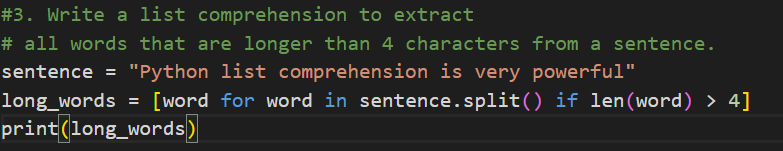 #3. Write a list comprehension to extract
# all words that are longer than 4 characters from a sentence.
sentence = "Python list comprehension is very powerful"
long_words = [word for word in sentence.split() if len(word) > 4]
print(long_words)